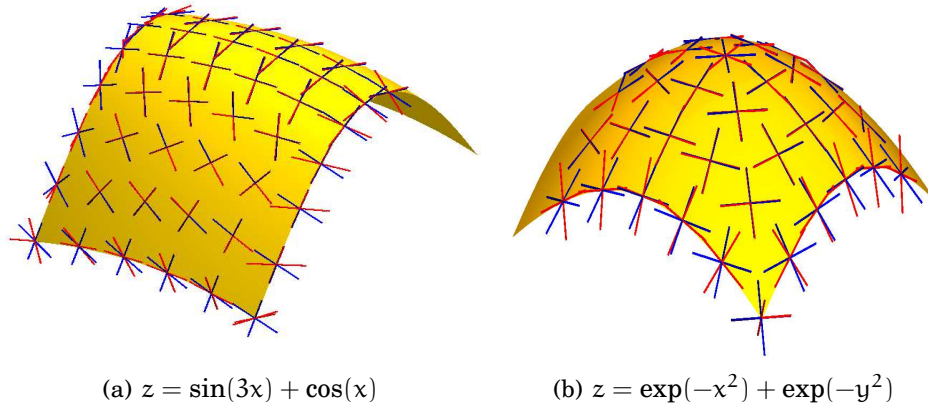 (a) z = sin(3x) + cos(x)
(b) z = exp(−x²) + exp(−y²)